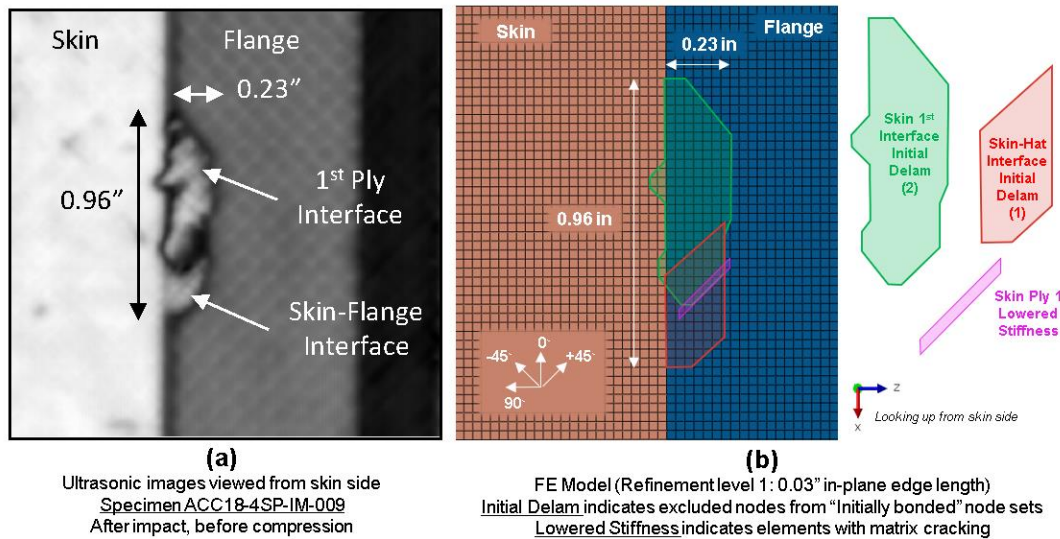 Skin
Flange
0.23”
0.96”
1st Ply
Interface
Skin-Flange
Interface
(a)
Ultrasonic images viewed from skin side
Specimen ACC18-4SP-IM-009
After impact, before compression
Skin
Flange
0.23 in
0.96 in
-45°
0°
+45°
90°
(b)
FE Model (Refinement level 1: 0.03” in-plane edge length)
Initial Delam indicates excluded nodes from “Initially bonded” node sets
Lowered Stiffness indicates elements with matrix cracking
Skin 1st
Interface
Initial
Delam
(2)
Skin-Hat
Interface
Initial
Delam
(1)
Skin Ply 1
Lowered
Stiffness
Z
X
Looking up from skin side